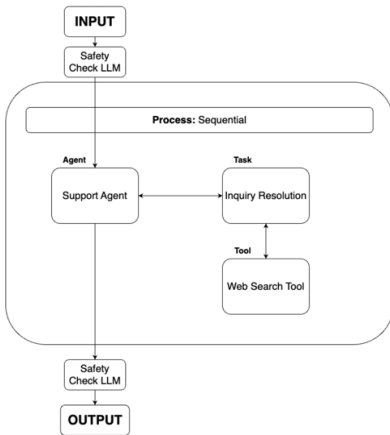 INPUT
Safety
Check LLM
Process: Sequential
Agent
Task
Support Agent
Inquiry Resolution
Tool
Web Search Tool
Safety
Check LLM
OUTPUT